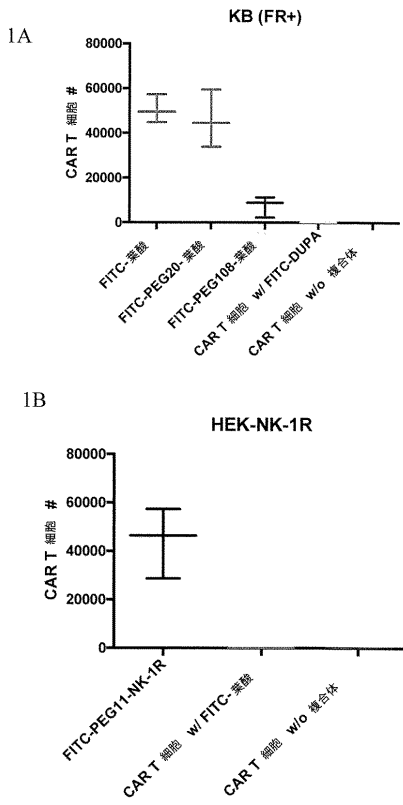 1A
KB (FR+)
CAR T 細胞 #
80000
60000
40000
20000
0
FITC-葉酸
FITC-PEG20-葉酸
FITC-PEG108-葉酸
CAR T 細胞 w/ FITC-DUPA
CAR T 細胞 w/o 複合体
1B
HEK-NK-1R
CAR T 細胞 #
80000
60000
40000
20000
0
FITC-PEG11-NK-1R
CAR T 細胞 w/ FITC-葉酸
CAR T 細胞 w/o 複合体